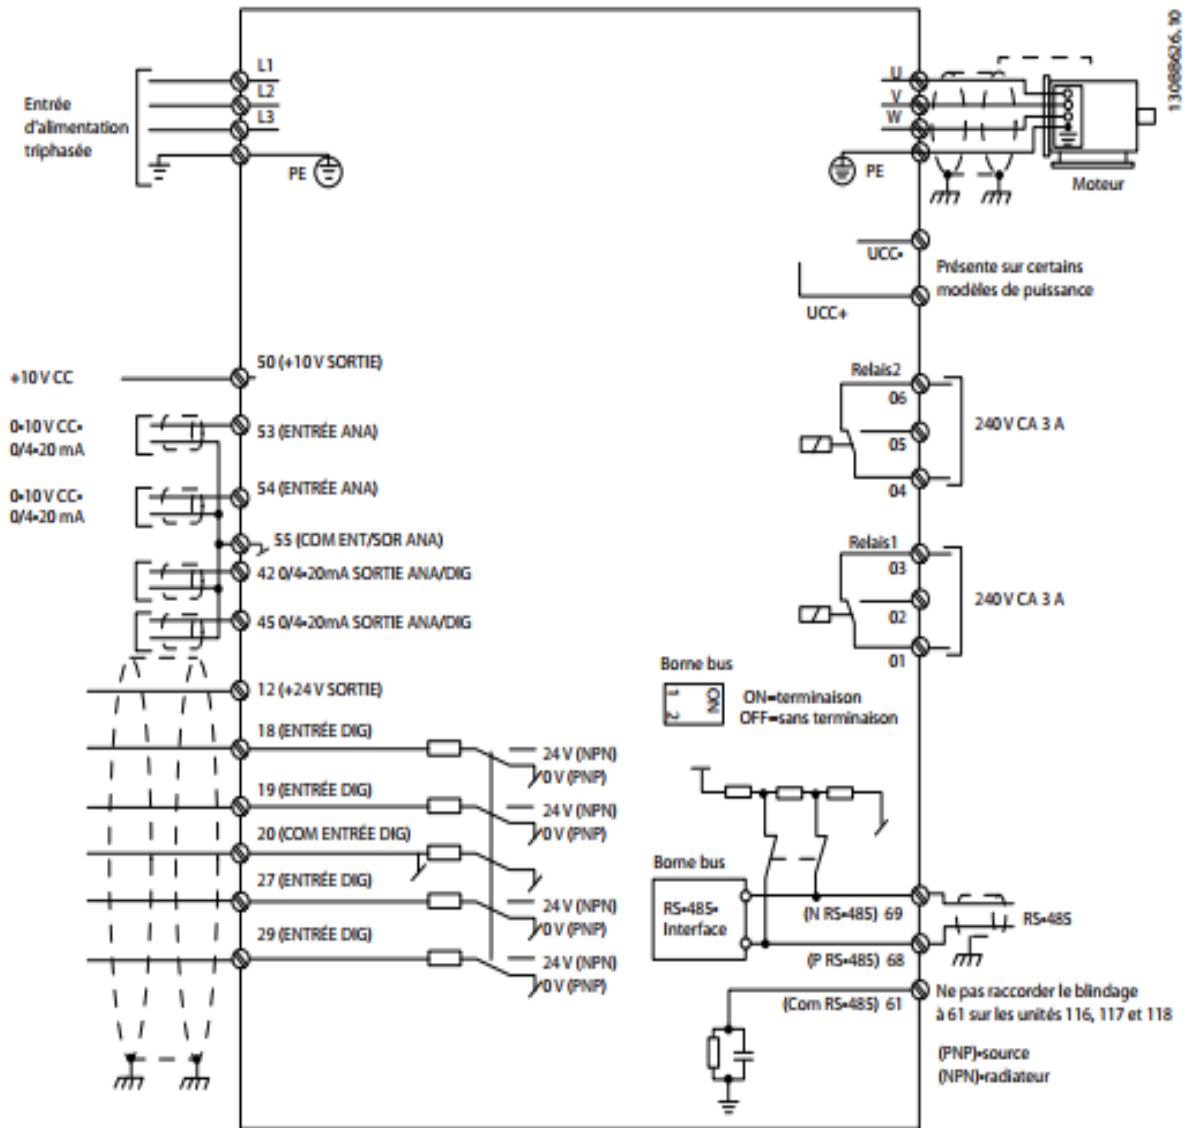 130BB626.10
L1
L2
L3
Entrée
d'alimentation
triphasée
PE
U
V
W
PE
Moteur
UCC-
UCC+
Présente sur certains
modèles de puissance
+10 V CC
50 (+10 V SORTIE)
0-10 V CC-
0/4-20 mA
53 (ENTRÉE ANA)
0-10 V CC-
0/4-20 mA
54 (ENTRÉE ANA)
55 (COM ENT/SOR ANA)
42 0/4-20mA SORTIE ANA/DIG
45 0/4-20mA SORTIE ANA/DIG
12 (+24 V SORTIE)
18 (ENTRÉE DIG)
24 V (NPN)
0 V (PNP)
19 (ENTRÉE DIG)
24 V (NPN)
0 V (PNP)
20 (COM ENTRÉE DIG)
27 (ENTRÉE DIG)
24 V (NPN)
0 V (PNP)
29 (ENTRÉE DIG)
24 V (NPN)
0 V (PNP)
Relais2
06
05
04
240 V CA 3 A
Relais1
03
02
01
240 V CA 3 A
Borne bus
1
2
ON
ON=terminaison
OFF=sans terminaison
Borne bus
RS-485-
Interface
(N RS-485) 69
RS-485
(P RS-485) 68
(Com RS-485) 61
Ne pas raccorder le blindage
à 61 sur les unités 116, 117 et 118
(PNP)-source
(NPN)-radiateur